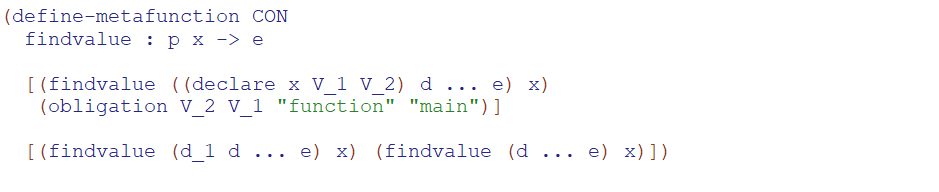 (define-metafunction CON
  findvalue : p x -> e
  [(findvalue ((declare x V_1 V_2) d ... e) x)
   (obligation V_2 V_1 "function" "main")]
  [(findvalue (d_1 d ... e) x) (findvalue (d ... e) x)])